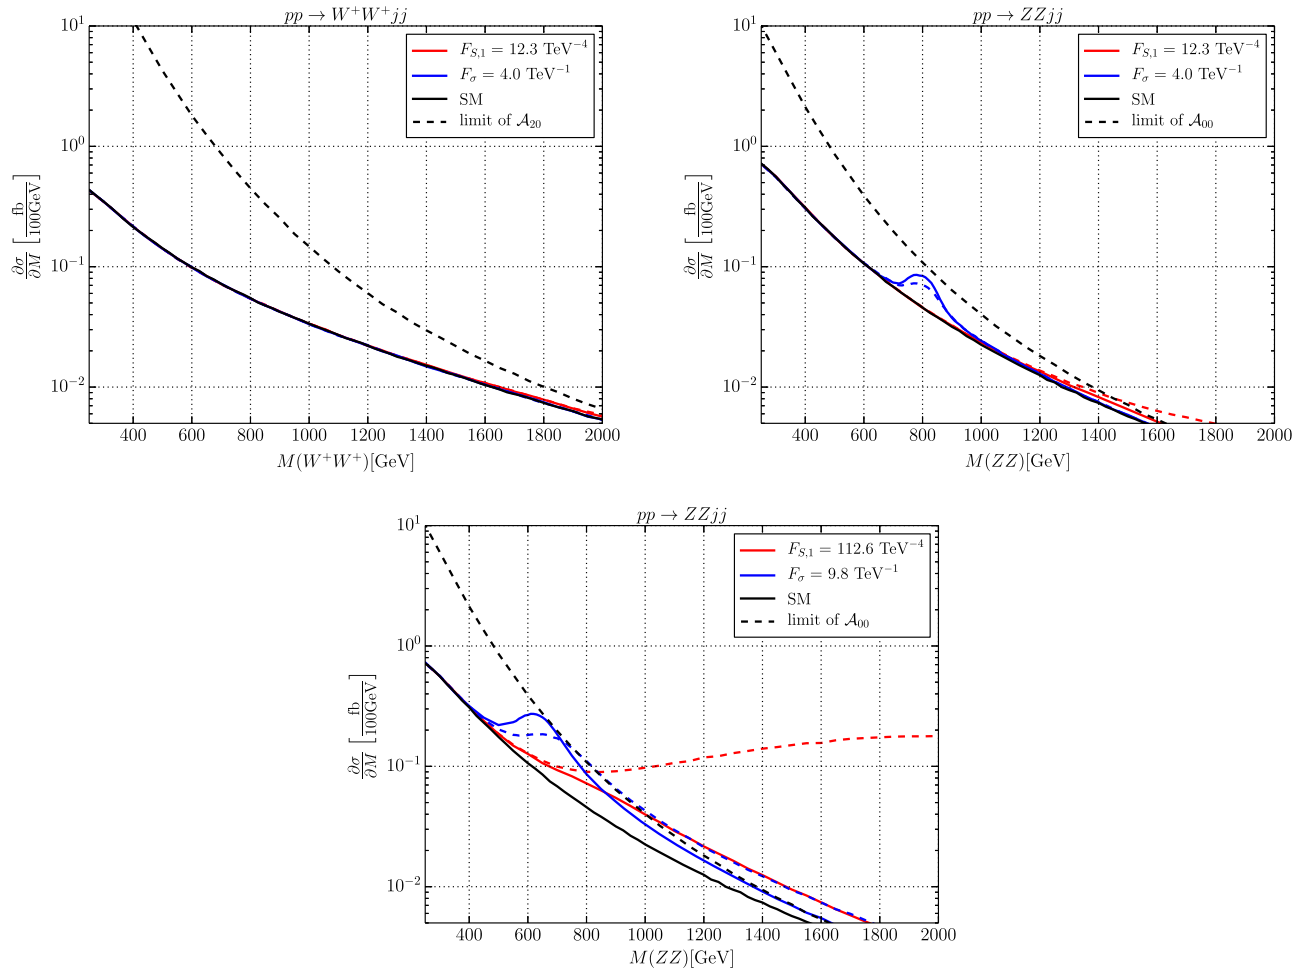 pp → W⁺W⁺jj
10¹
10⁰
10⁻¹
10⁻²
∂σ/∂M [fb/100GeV]
F_{S,1} = 12.3 TeV⁻⁴
F_σ = 4.0 TeV⁻¹
SM
limit of 𝒜₂₀
400 600 800 1000 1200 1400 1600 1800 2000
M(W⁺W⁺)[GeV]
pp → ZZjj
10¹
10⁰
10⁻¹
10⁻²
∂σ/∂M [fb/100GeV]
F_{S,1} = 12.3 TeV⁻⁴
F_σ = 4.0 TeV⁻¹
SM
limit of 𝒜₀₀
400 600 800 1000 1200 1400 1600 1800 2000
M(ZZ)[GeV]
pp → ZZjj
10¹
10⁰
10⁻¹
10⁻²
∂σ/∂M [fb/100GeV]
F_{S,1} = 112.6 TeV⁻⁴
F_σ = 9.8 TeV⁻¹
SM
limit of 𝒜₀₀
400 600 800 1000 1200 1400 1600 1800 2000
M(ZZ)[GeV]